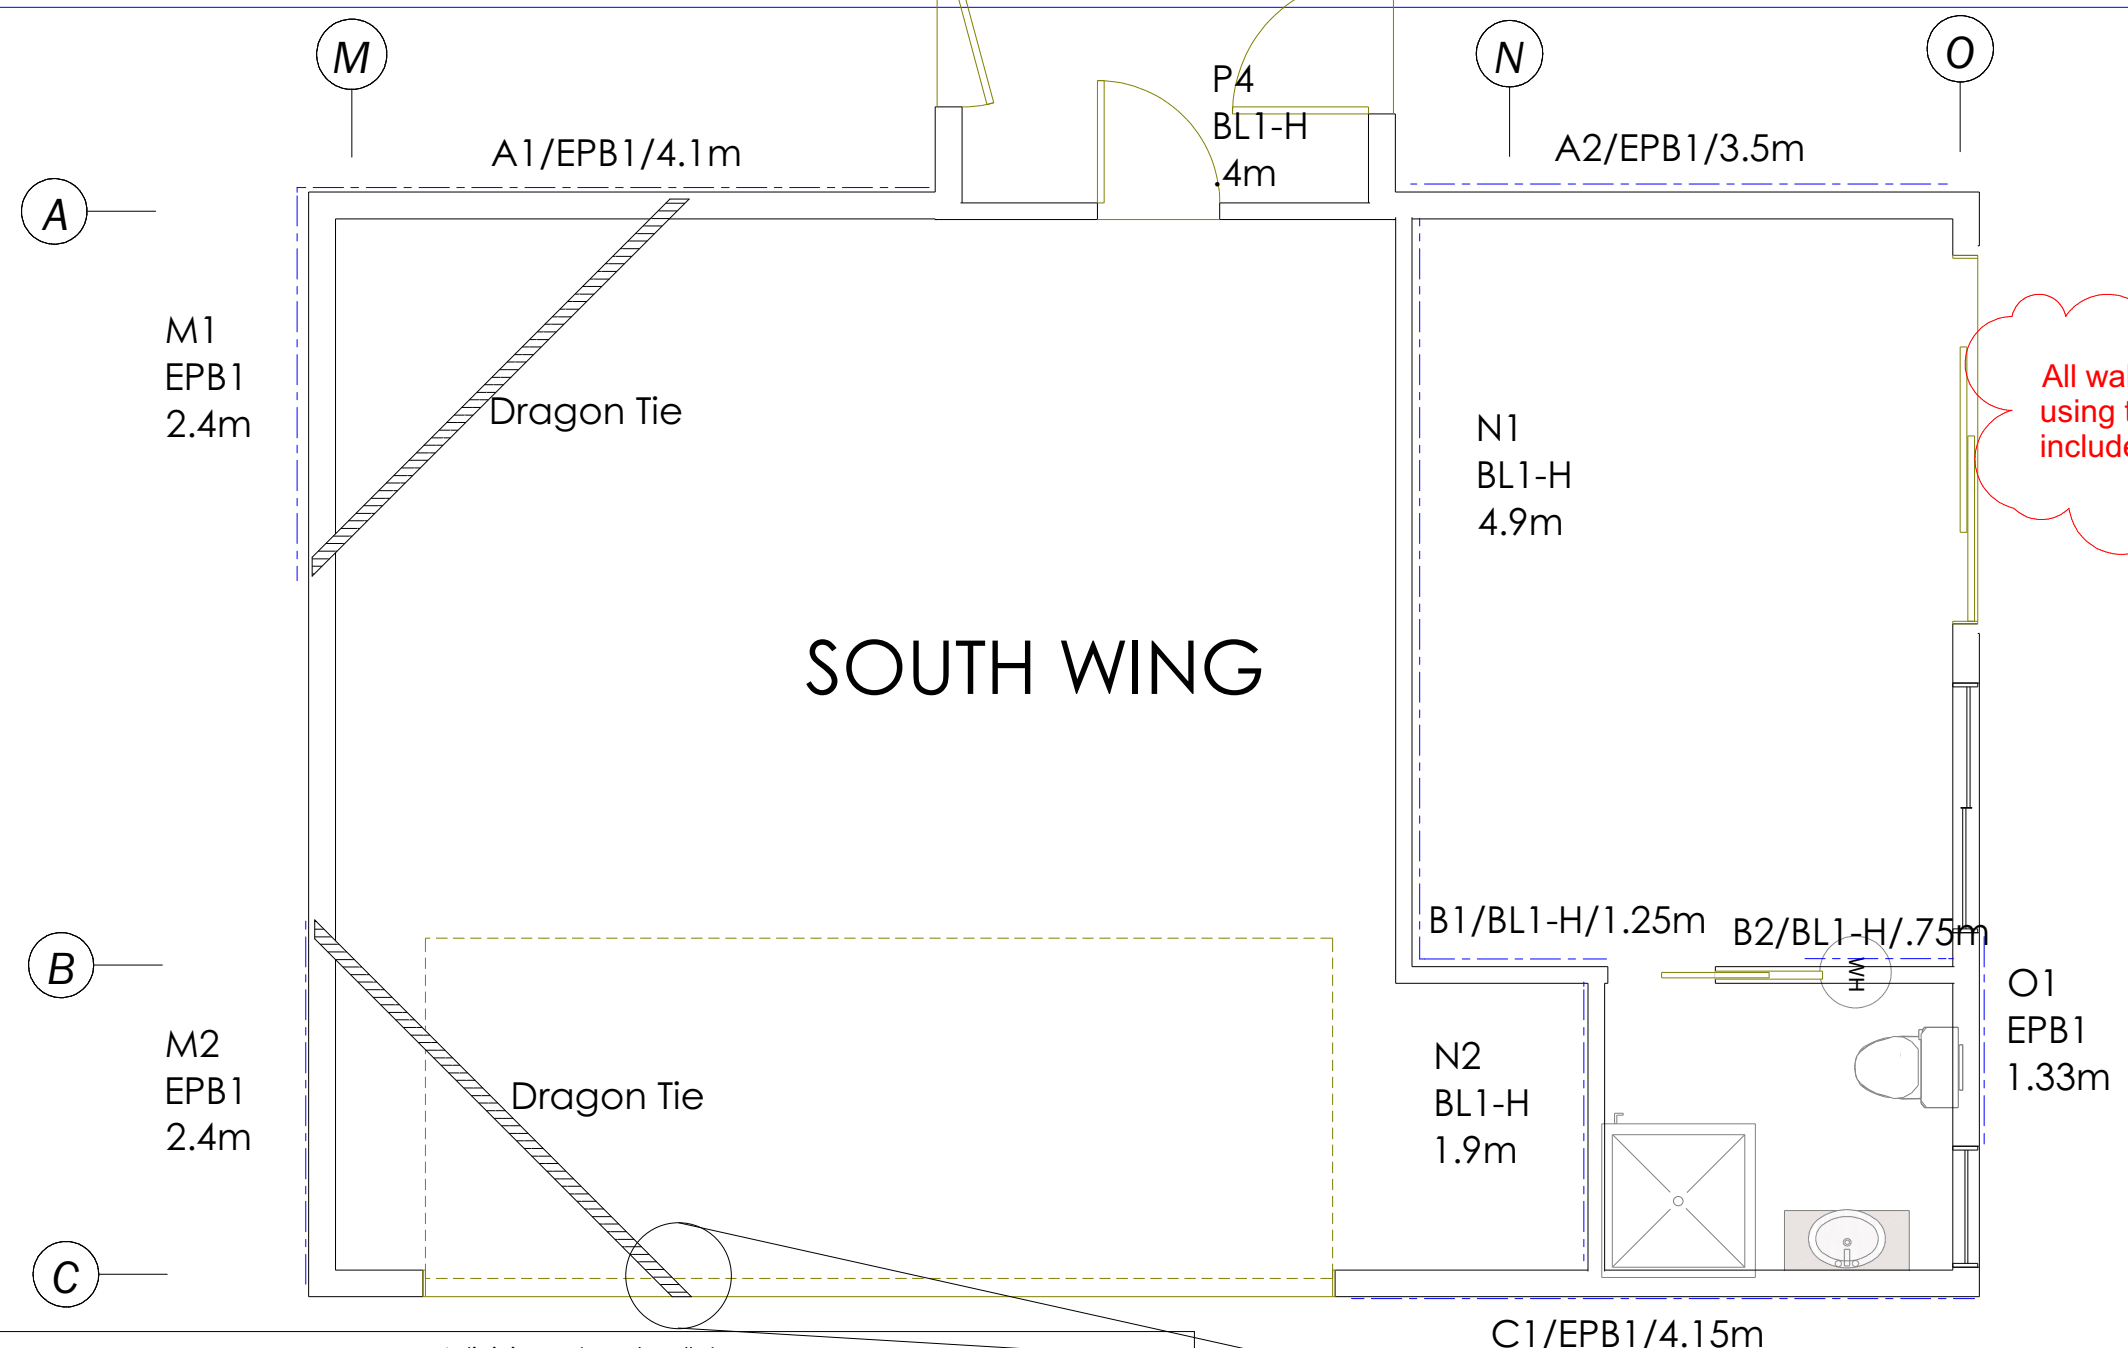 M
N
O
P4
BL1-H
.4m
A1/EPB1/4.1m
A2/EPB1/3.5m
A
M1
EPB1
2.4m
Dragon Tie
All
using
N1
BL1-H
4.9m
SOUTH WING
B1/BL1-H/1.25m
B2/BL1-H/.75m
B
WH
O1
EPB1
1.33m
M2
EPB1
2.4m
Dragon Tie
N2
BL1-H
1.9m
C
C1/EPB1/4.15m